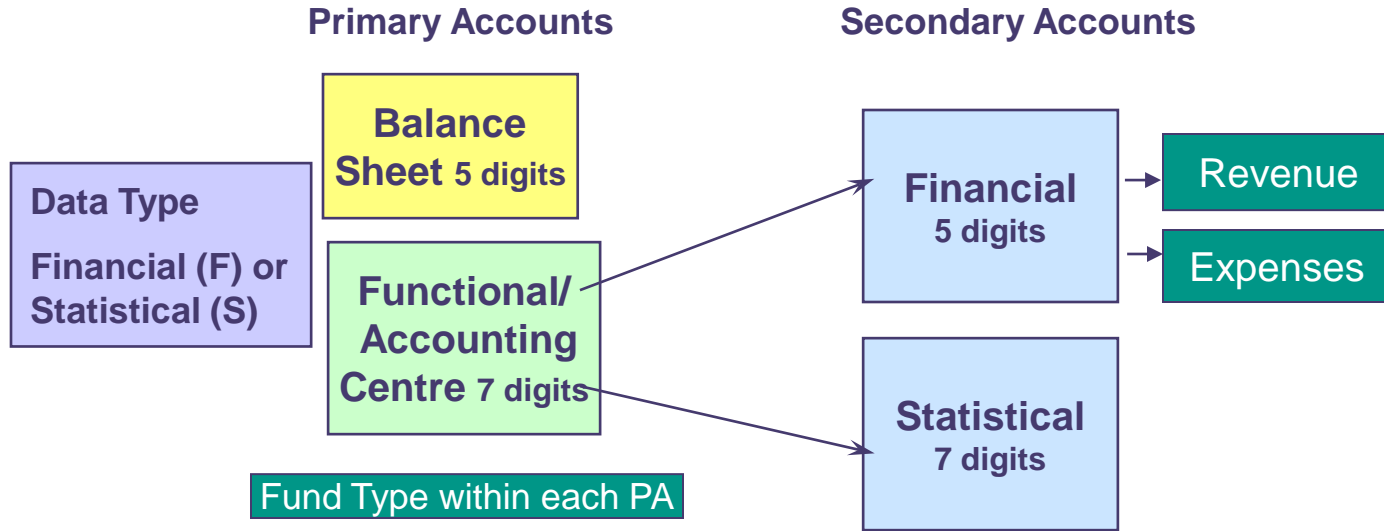 Primary Accounts
Secondary Accounts
Data Type
Financial (F) or
Statistical (S)
Balance
Sheet 5 digits
Functional/
Accounting
Centre 7 digits
Fund Type within each PA
Financial
5 digits
Statistical
7 digits
Revenue
Expenses